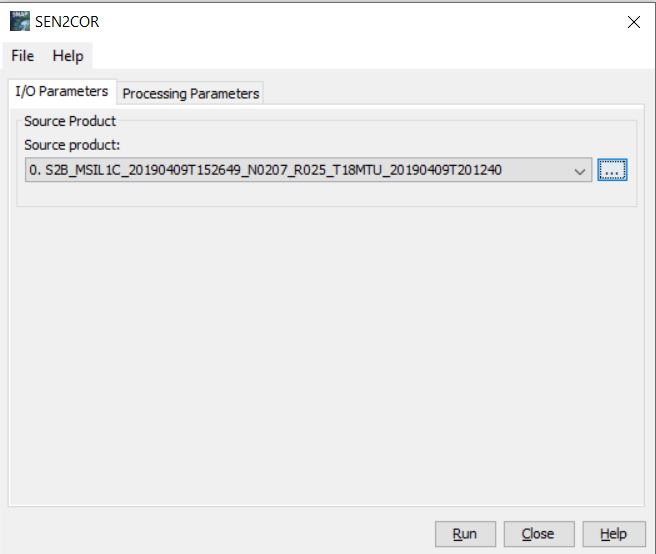 SEN2COR
File Help
I/O Parameters Processing Parameters
Source Product
Source product:
0. S2B_MSIL1C_20190409T152649_N0207_R025_T18MTU_20190409T201240 ...
Run Close Help